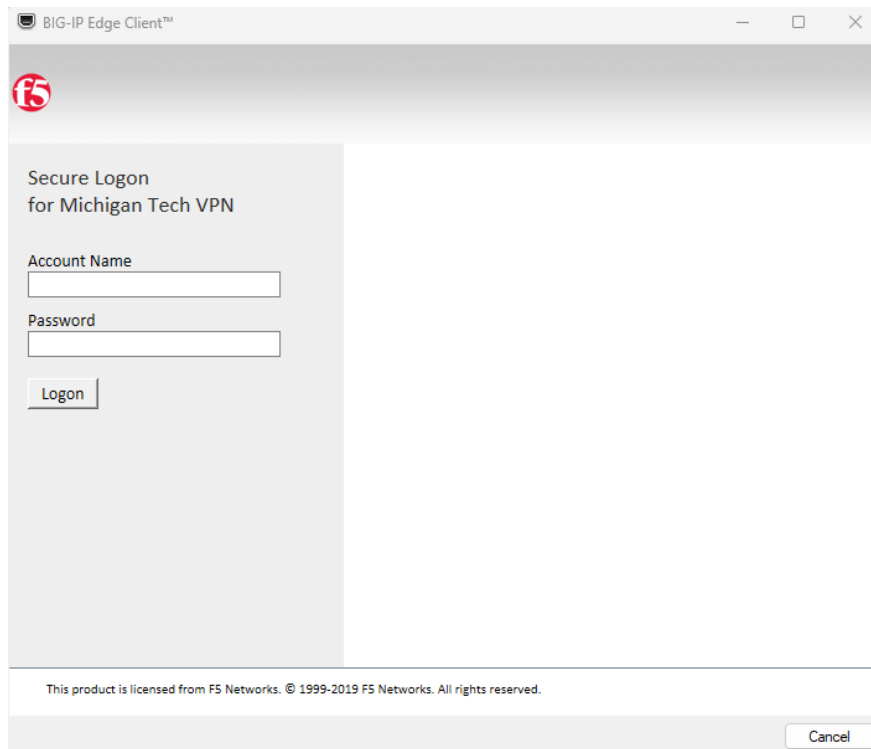 BIG-IP Edge Client™
f5
Secure Logon
for Michigan Tech VPN
Account Name
Password
Logon
This product is licensed from F5 Networks. © 1999-2019 F5 Networks. All rights reserved.
Cancel